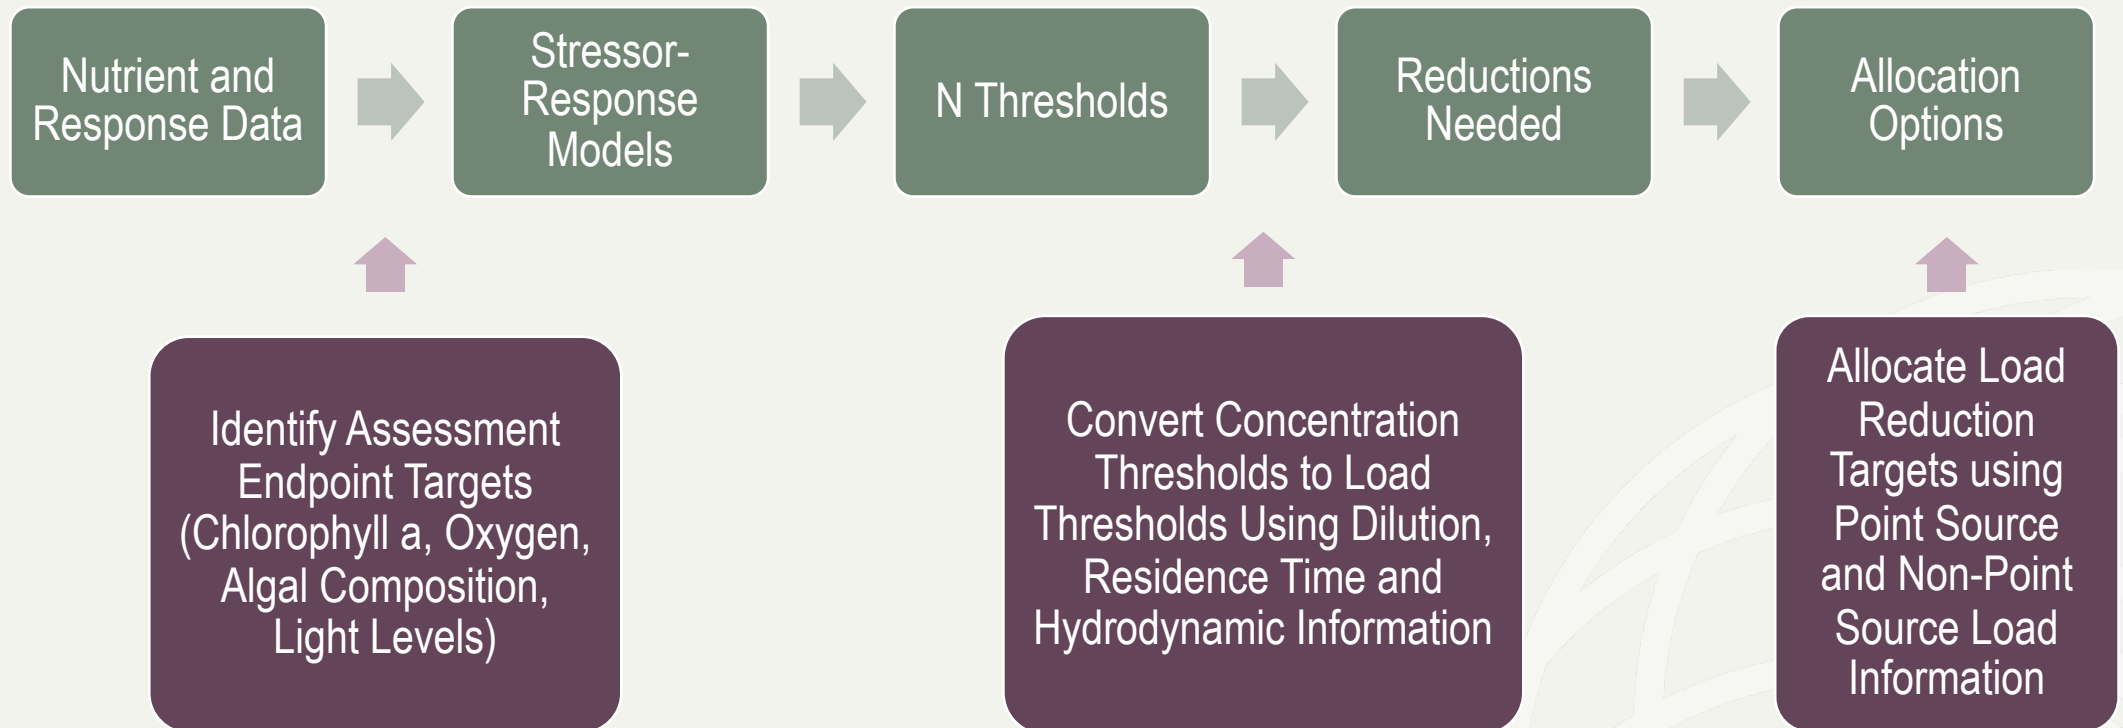 Nutrient and
Response Data
Stressor-
Response
Models
N Thresholds
Reductions
Needed
Allocation
Options
Identify Assessment
Endpoint Targets
(Chlorophyll a, Oxygen,
Algal Composition,
Light Levels)
Convert Concentration
Thresholds to Load
Thresholds Using Dilution,
Residence Time and
Hydrodynamic Information
Allocate Load
Reduction
Targets using
Point Source
and Non-Point
Source Load
Information